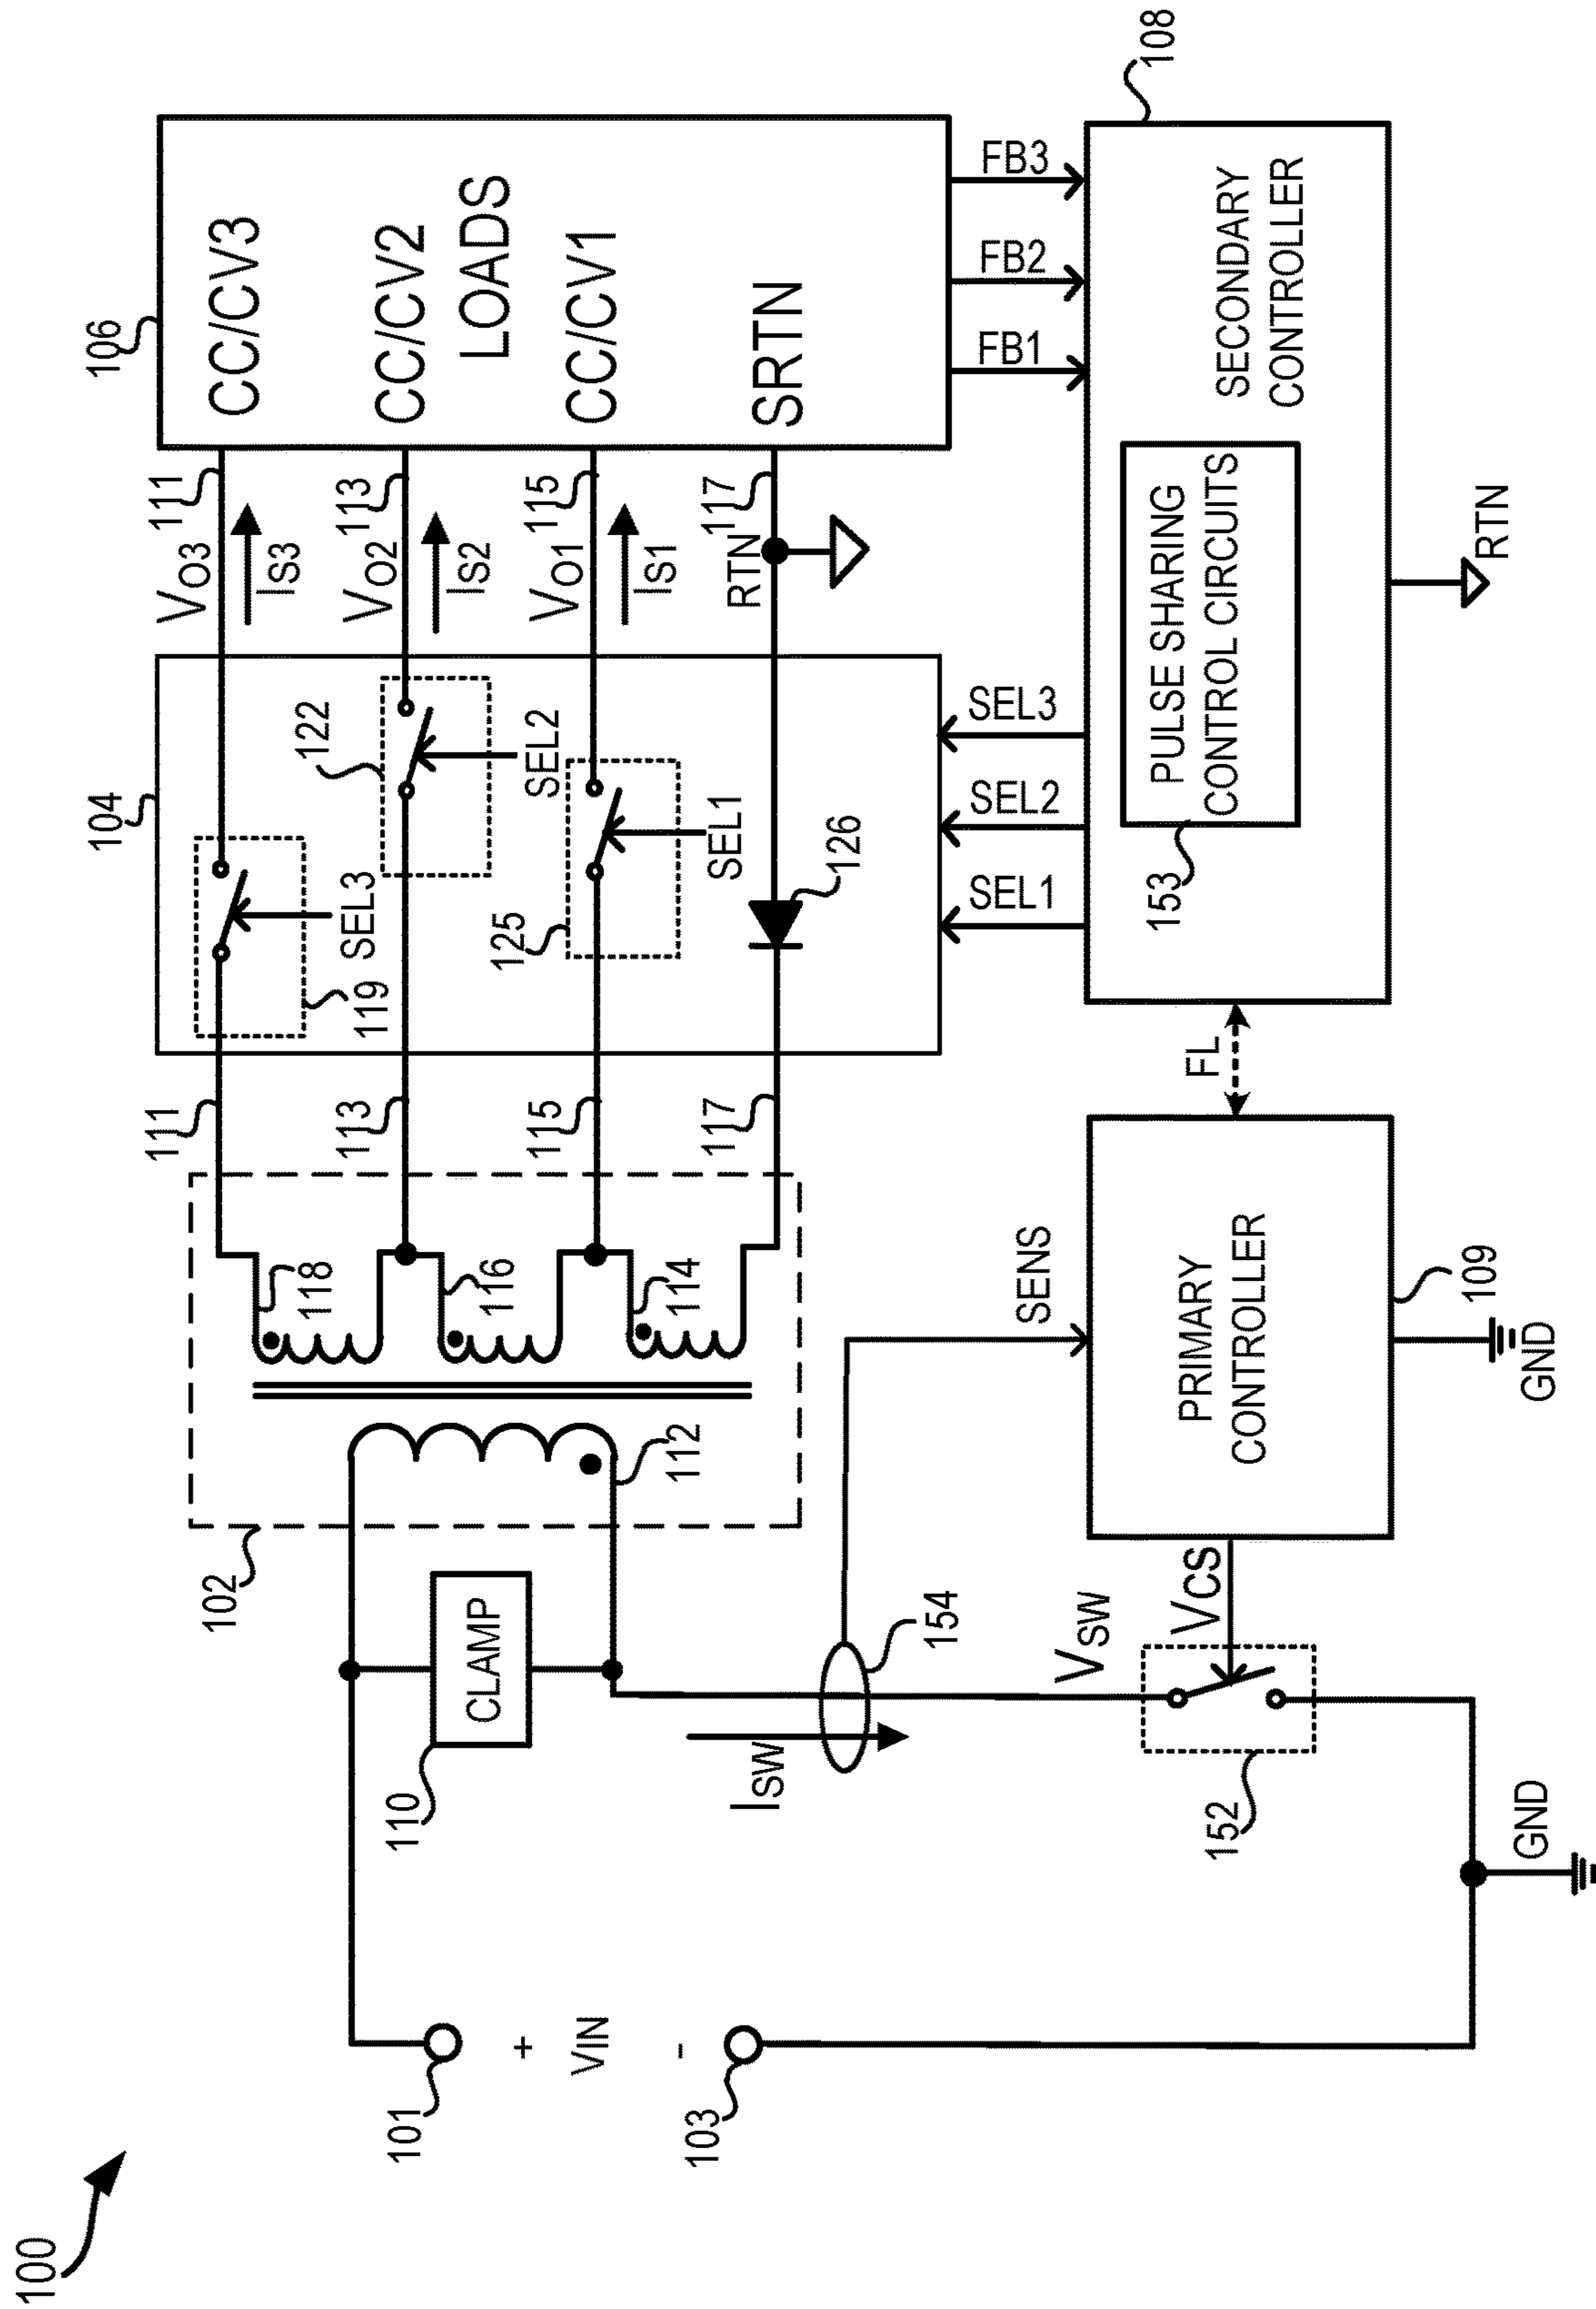 100
101
+
VIN
-
103
102
CLAMP
110
112
118
116
114
111
113
115
117
104
SEL3
119
122
SEL2
125
SEL1
126
VO3
111
IS3
VO2
113
IS2
VO1
115
IS1
RTN
117
106
CC/CV3
CC/CV2
LOADS
CC/CV1
SRTN
ISW
154
SENS
VSW
VCS
152
GND
PRIMARY
CONTROLLER
109
GND
FL
SEL1
SEL2
SEL3
FB1
FB2
FB3
108
SECONDARY
CONTROLLER
PULSE SHARING
CONTROL CIRCUITS
153
RTN